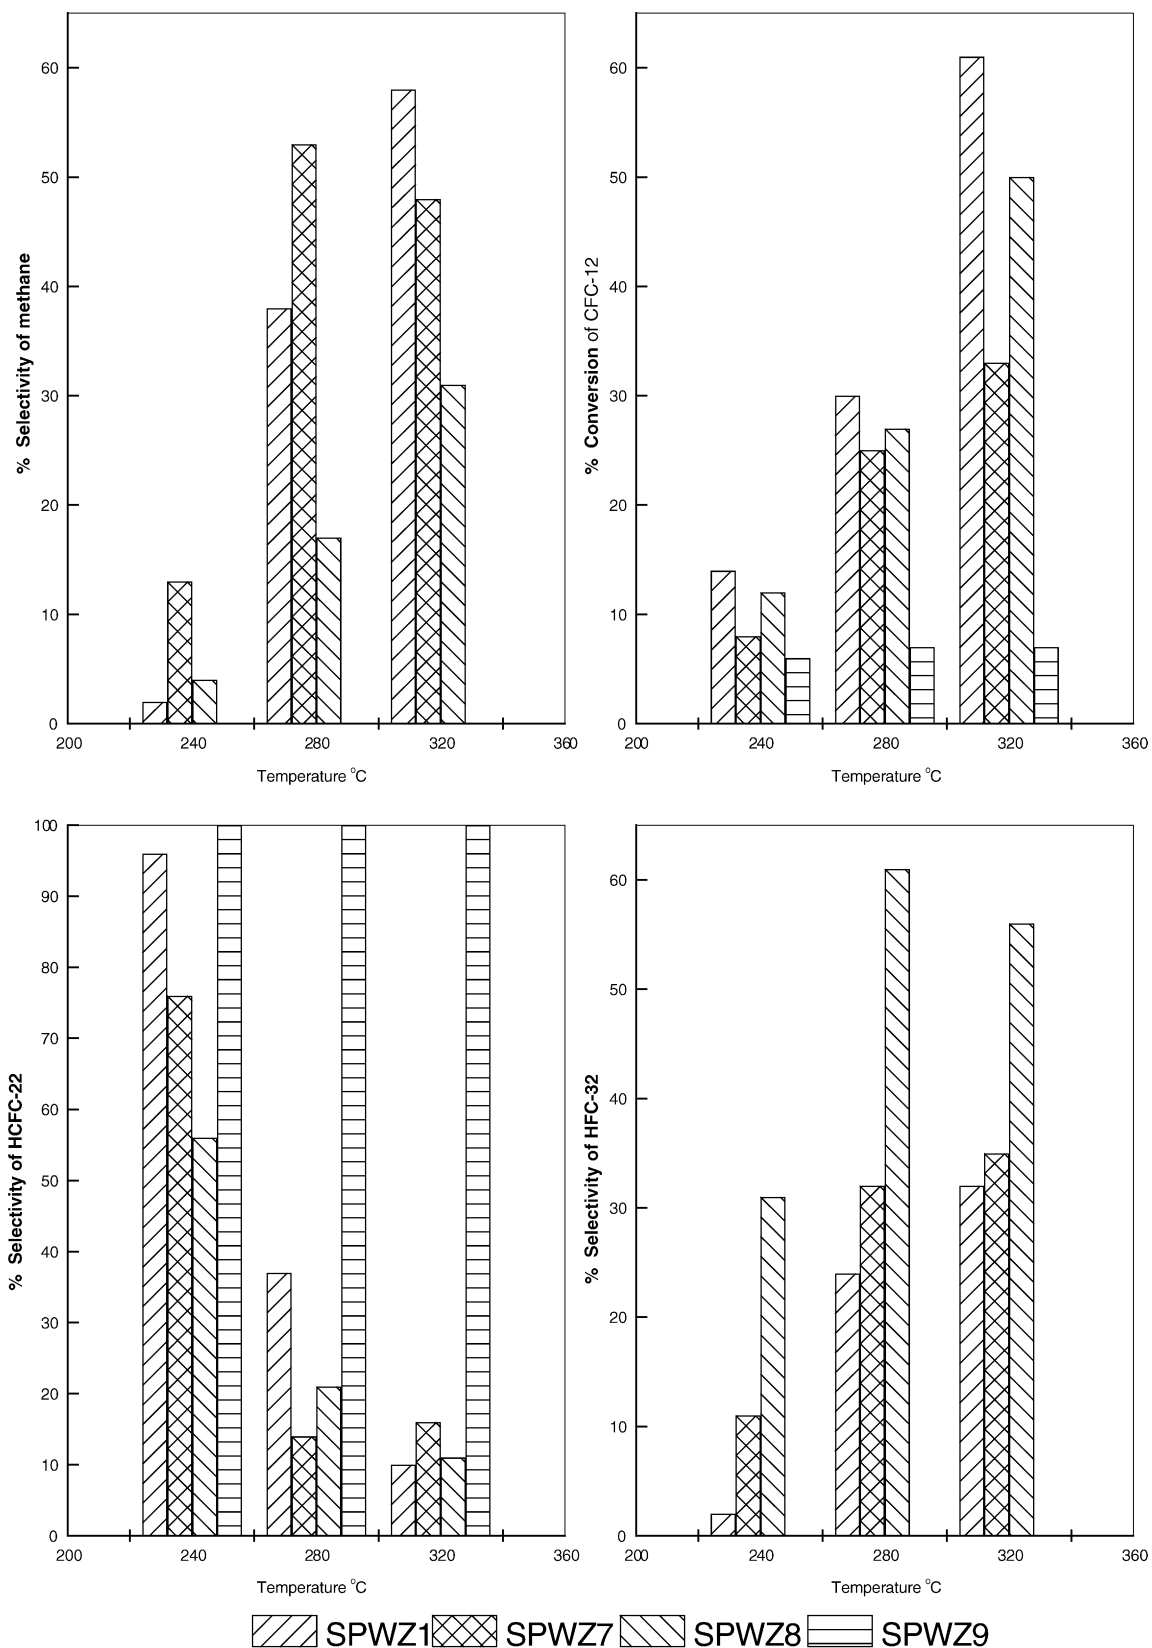 60
50
40
30
20
10
0
% Selectivity of methane
200 240 280 320 360
Temperature °C
60
50
40
30
20
10
0
% Conversion of CFC-12
200 240 280 320 360
Temperature °C
100
90
80
70
60
50
40
30
20
10
0
% Selectivity of HCFC-22
200 240 280 320 360
Temperature °C
60
50
40
30
20
10
0
% Selectivity of HFC-32
200 240 280 320 360
Temperature °C
SPWZ1 SPWZ7 SPWZ8 SPWZ9